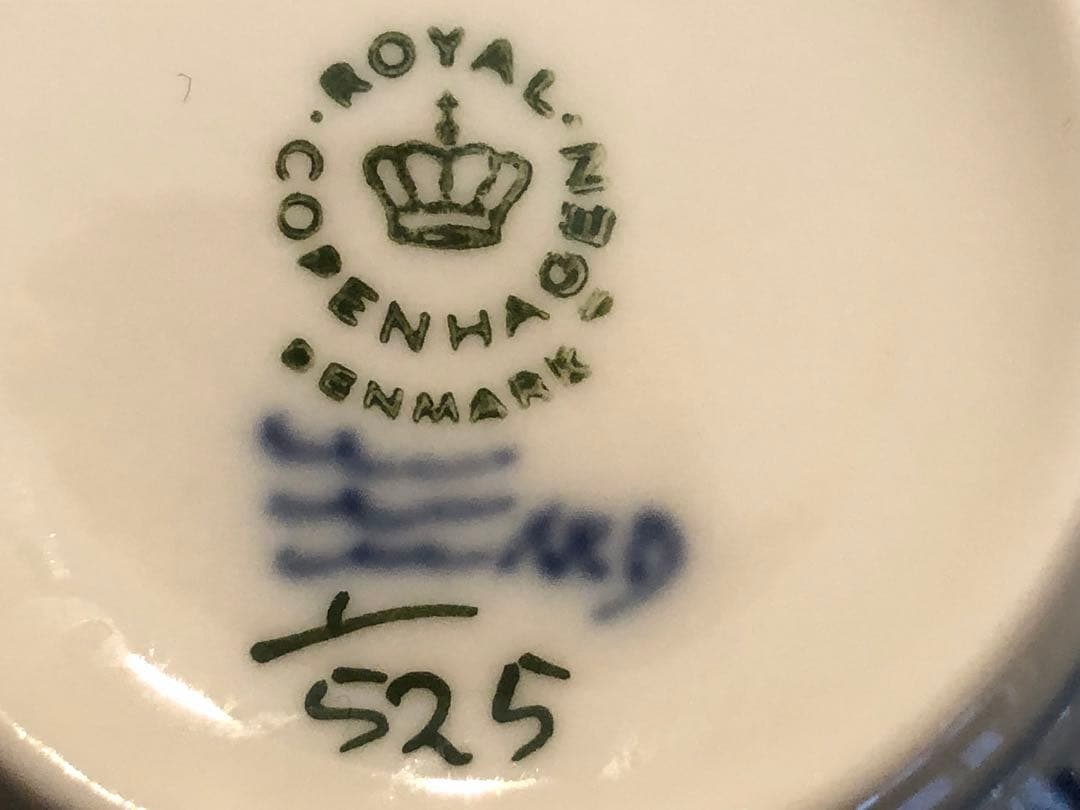 ROYAL
COPENHAGEN
DENMARK
1
525